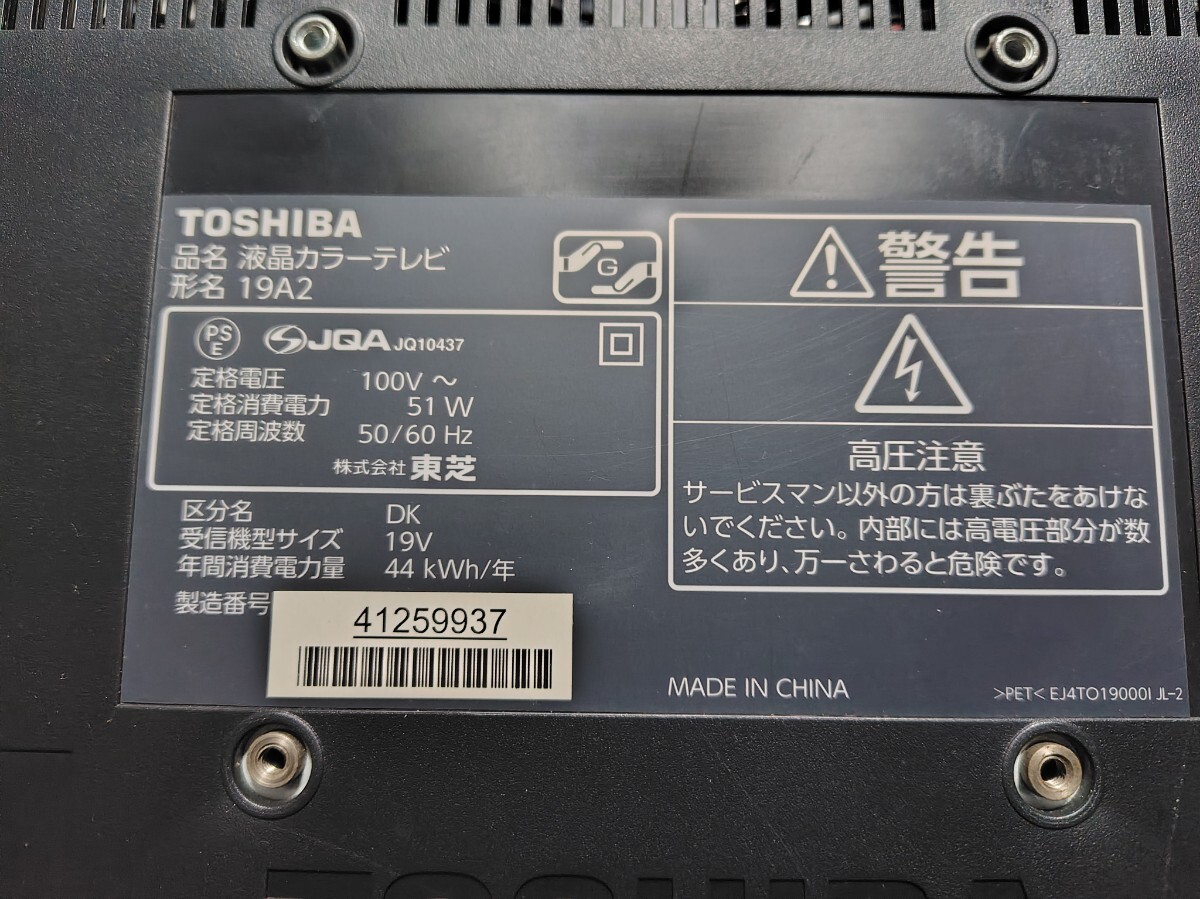 TOSHIBA
品名 液晶カラーテレビ
形名 19A2
G
PS
E
JQA JQ10437
定格電圧 100V ～
定格消費電力 51 W
定格周波数 50/60 Hz
株式会社 東芝
区分名 DK
受信機型サイズ 19V
年間消費電力量 44 kWh/年
製造番号
41259937
警告
高圧注意
サービスマン以外の方は裏ぶたをあけな
いでください。内部には高電圧部分が数
多くあり、万一さわると危険です。
MADE IN CHINA
>PET< EJ4TO19000I JL-2
TOSHIBA